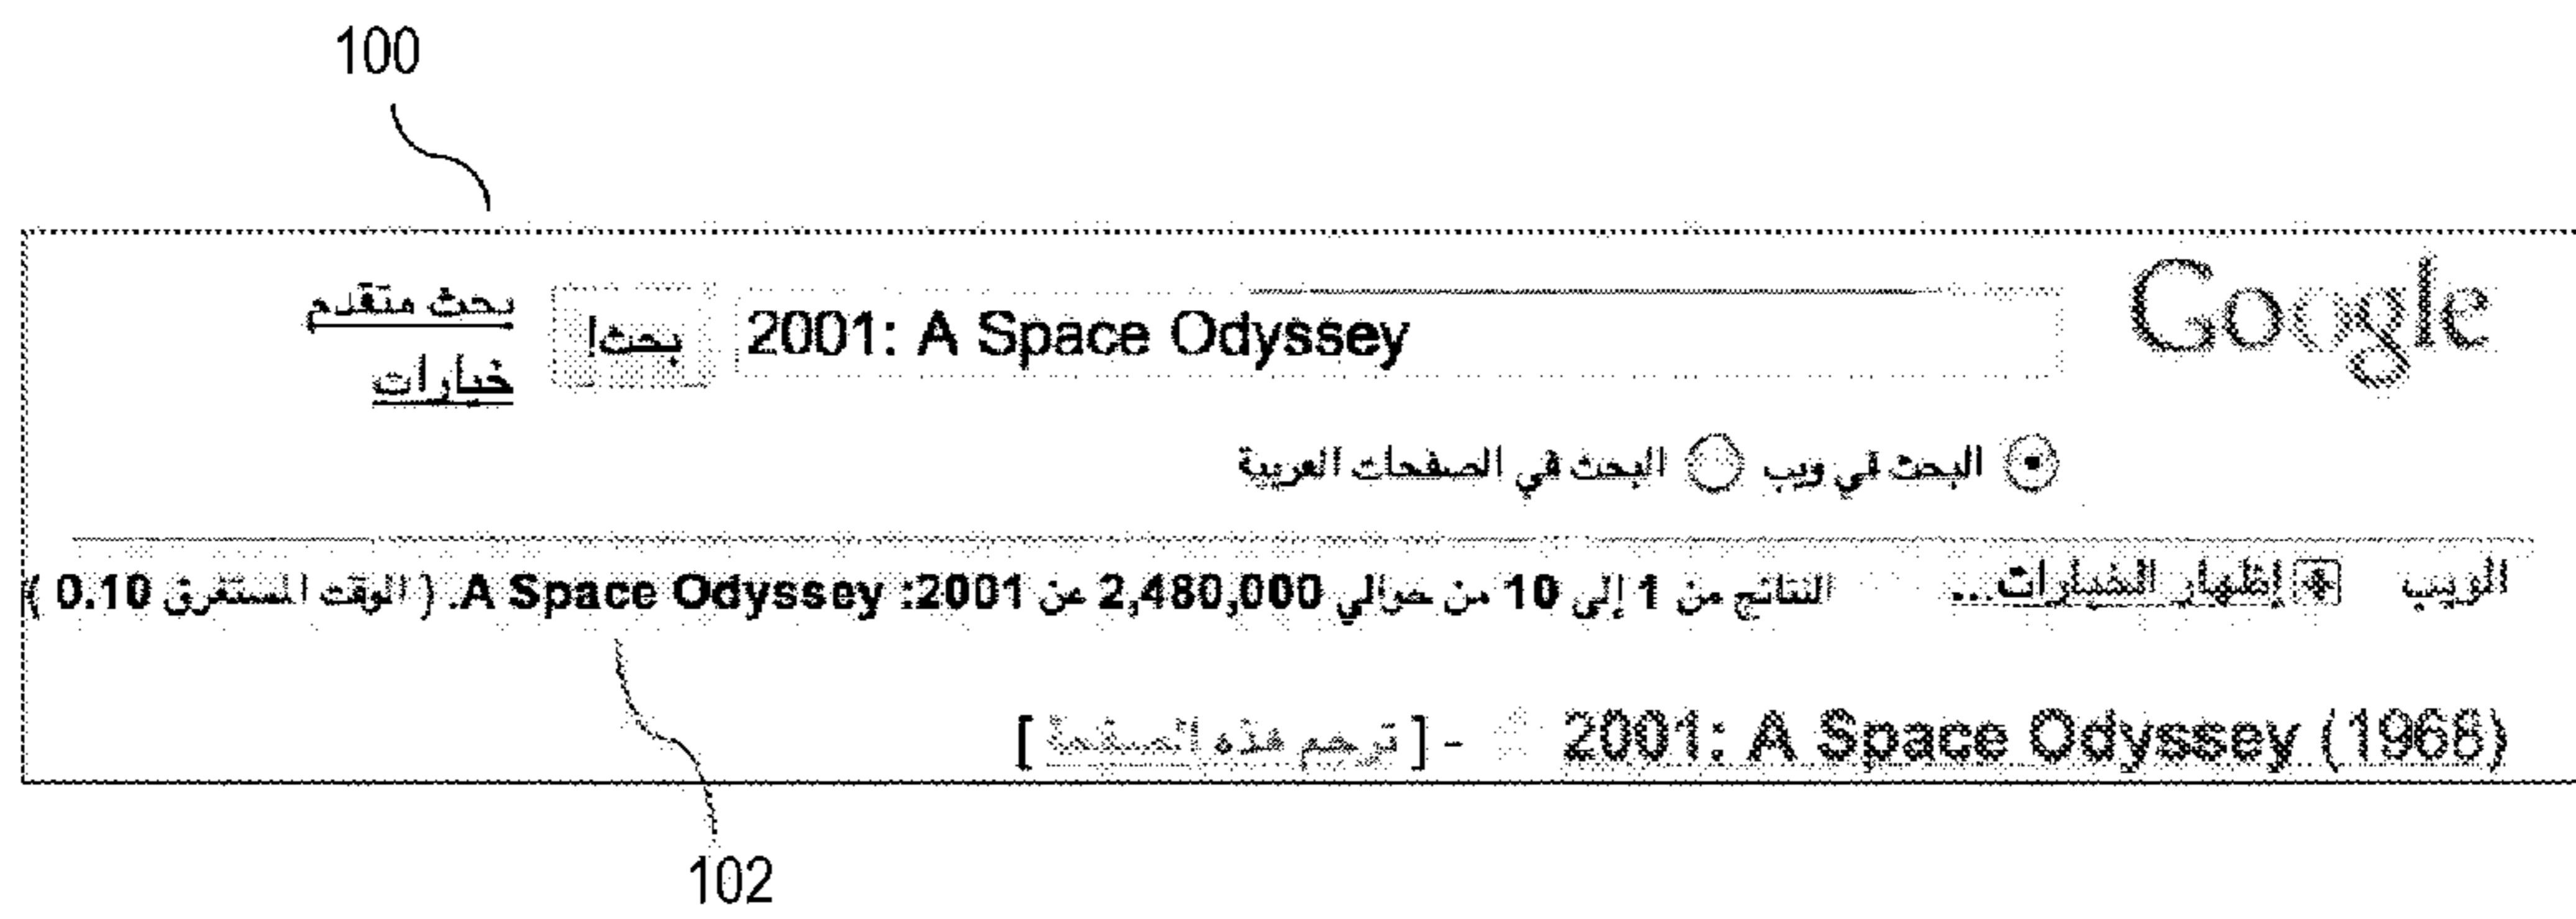 100
Google 2001: A Space Odyssey بحث! بحث متقدم
خيارات
البحث في ويب البحث في الصفحات العربية
الويب إظهار الخيارات... النتائج من 1 إلى 10 من حوالي 2,480,000 عن 2001: A Space Odyssey. ( الوقت المستغرق 0.10 )
2001: A Space Odyssey (1968) - [ ترجم هذه الصفحة ]
102